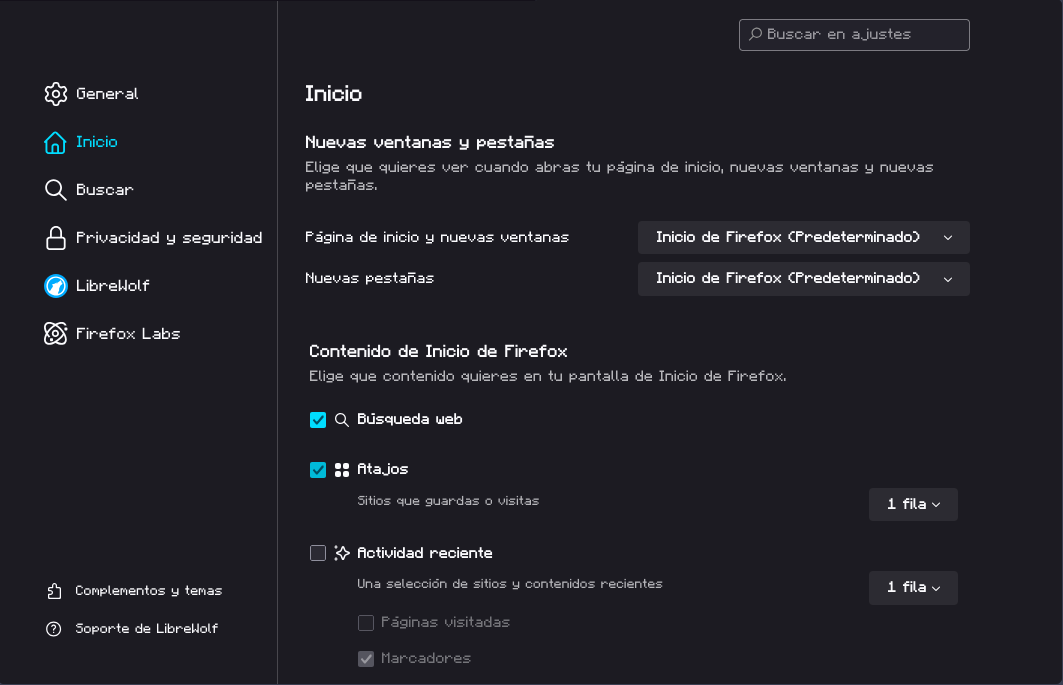 Buscar en ajustes
General
Inicio
Buscar
Privacidad y seguridad
LibreWolf
Firefox Labs
Complementos y temas
Soporte de LibreWolf
Inicio
Nuevas ventanas y pestañas
Elige que quieres ver cuando abras tu página de inicio, nuevas ventanas y nuevas
pestañas.
Página de inicio y nuevas ventanas
Inicio de Firefox (Predeterminado)
Nuevas pestañas
Inicio de Firefox (Predeterminado)
Contenido de Inicio de Firefox
Elige que contenido quieres en tu pantalla de Inicio de Firefox.
Búsqueda web
Atajos
Sitios que guardas o visitas
1 fila
Actividad reciente
Una selección de sitios y contenidos recientes
1 fila
Páginas visitadas
Marcadores